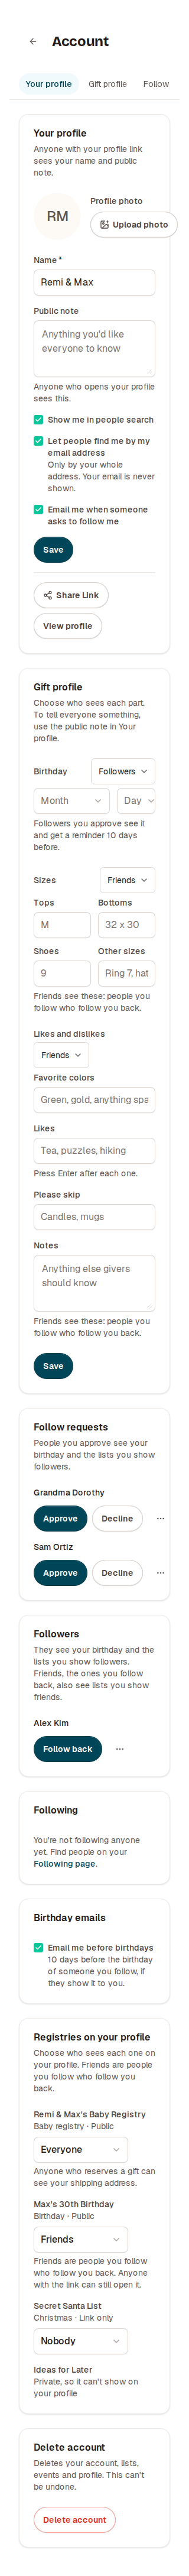 Account
Your profile
Gift profile
Follow
Your profile
Anyone with your profile link
sees your name and public
note.
RM
Profile photo
Upload photo
Name *
Remi & Max
Public note
Anything you'd like
everyone to know
Anyone who opens your profile
sees this.
Show me in people search
Let people find me by my
email address
Only by your whole
address. Your email is never
shown.
Email me when someone
asks to follow me
Save
Share Link
View profile
Gift profile
Choose who sees each part.
To tell everyone something,
use the public note in Your
profile.
Birthday
Followers
Month
Day
Followers you approve see it
and get a reminder 10 days
before.
Sizes
Friends
Tops
Bottoms
M
32 x 30
Shoes
Other sizes
9
Ring 7, hat
Friends see these: people you
follow who follow you back.
Likes and dislikes
Friends
Favorite colors
Green, gold, anything spa
Likes
Tea, puzzles, hiking
Press Enter after each one.
Please skip
Candles, mugs
Notes
Anything else givers
should know
Friends see these: people you
follow who follow you back.
Save
Follow requests
People you approve see your
birthday and the lists you show
followers.
Grandma Dorothy
Approve
Decline
Sam Ortiz
Approve
Decline
Followers
They see your birthday and the
lists you show followers.
Friends, the ones you follow
back, also see lists you show
friends.
Alex Kim
Follow back
Following
You're not following anyone
yet. Find people on your
Following page.
Birthday emails
Email me before birthdays
10 days before the birthday
of someone you follow, if
they show it to you.
Registries on your profile
Choose who sees each one on
your profile. Friends are people
you follow who follow you
back.
Remi & Max's Baby Registry
Baby registry · Public
Everyone
Anyone who reserves a gift can
see your shipping address.
Max's 30th Birthday
Birthday · Public
Friends
Friends are people you follow
who follow you back. Anyone
with the link can still open it.
Secret Santa List
Christmas · Link only
Nobody
Ideas for Later
Private, so it can't show on
your profile
Delete account
Deletes your account, lists,
events and profile. This can't
be undone.
Delete account